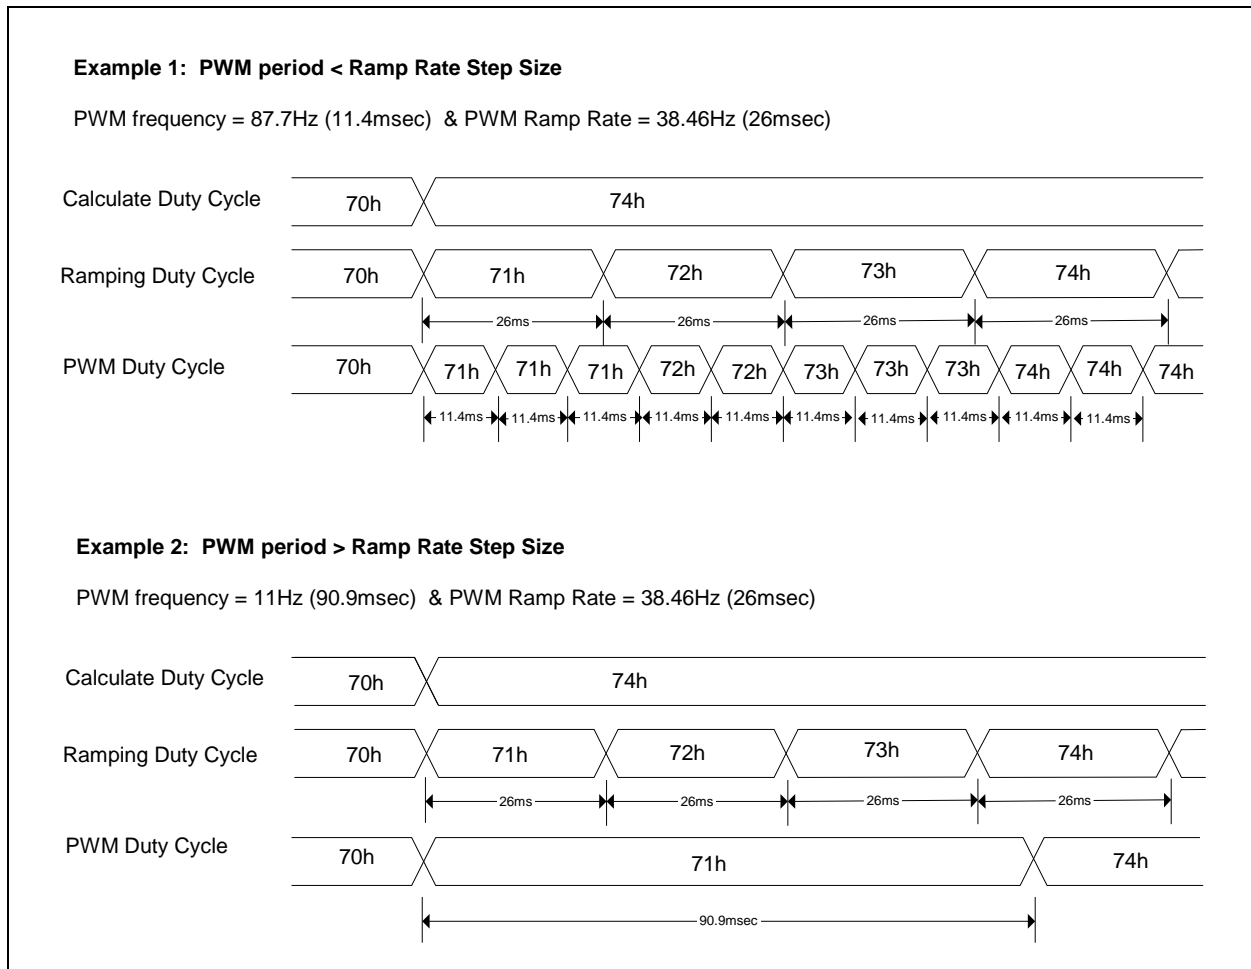 Example 1: PWM period < Ramp Rate Step Size
PWM frequency = 87.7Hz (11.4msec) & PWM Ramp Rate = 38.46Hz (26msec)
Calculate Duty Cycle 70h 74h
Ramping Duty Cycle 70h 71h 72h 73h 74h
26ms 26ms 26ms 26ms
PWM Duty Cycle 70h 71h 71h 71h 72h 72h 73h 73h 73h 74h 74h 74h
11.4ms 11.4ms 11.4ms 11.4ms 11.4ms 11.4ms 11.4ms 11.4ms 11.4ms 11.4ms
Example 2: PWM period > Ramp Rate Step Size
PWM frequency = 11Hz (90.9msec) & PWM Ramp Rate = 38.46Hz (26msec)
Calculate Duty Cycle 70h 74h
Ramping Duty Cycle 70h 71h 72h 73h 74h
26ms 26ms 26ms 26ms
PWM Duty Cycle 70h 71h 74h
90.9msec